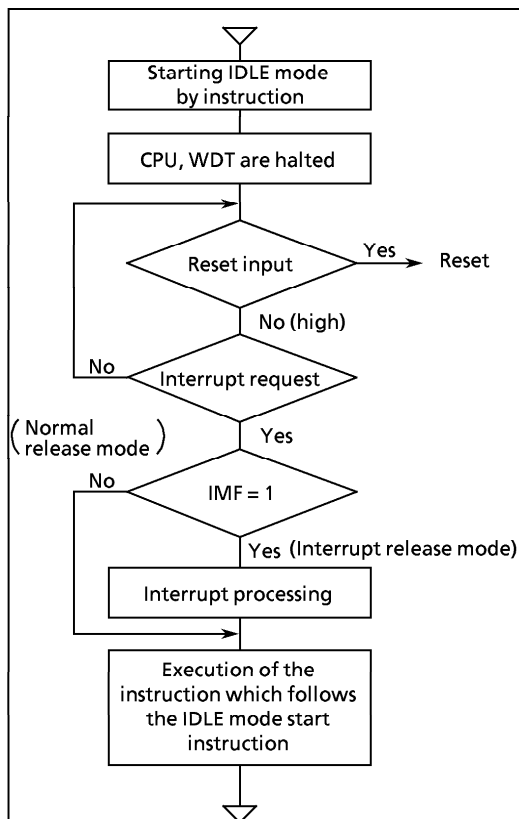 Starting IDLE mode
by instruction
CPU, WDT are halted
Reset input
Yes
Reset
No (high)
Interrupt request
No
Yes
(Normal
release mode)
IMF = 1
No
Yes (Interrupt release mode)
Interrupt processing
Execution of the
instruction which follows
the IDLE mode start
instruction